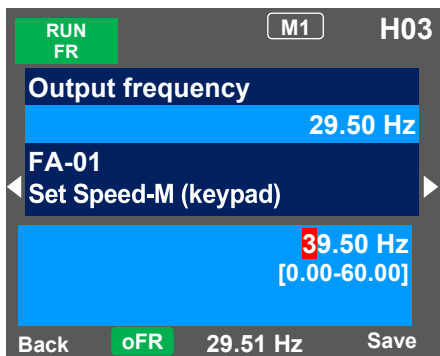 RUN M1 H03
FR
Output frequency
29.50 Hz
FA-01
Set Speed-M (keypad)
39.50 Hz
[0.00-60.00]
Back oFR 29.51 Hz Save